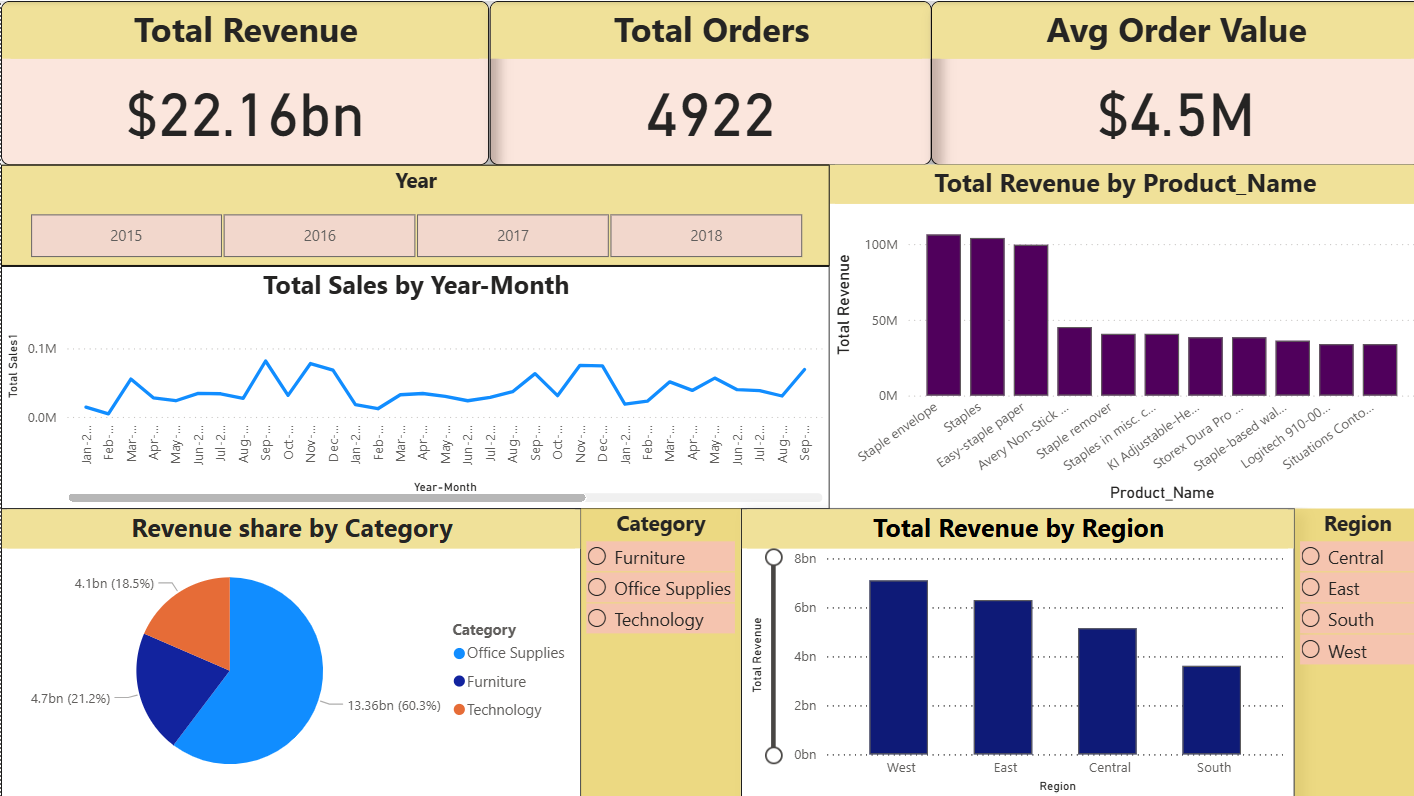 Total Revenue
$22.16bn
Total Orders
4922
Avg Order Value
$4.5M
Year
2015
2016
2017
2018
Total Sales by Year-Month
Total Sales1
0.1M
0.0M
Jan-2...
Feb-...
Mar-...
Apr-...
May-...
Jun-2...
Jul-2...
Aug-...
Sep-...
Oct-...
Nov-...
Dec-...
Jan-2...
Feb-...
Mar-...
Apr-...
May-...
Jun-2...
Jul-2...
Aug-...
Sep-...
Oct-...
Nov-...
Dec-...
Jan-2...
Feb-...
Mar-...
Apr-...
May-...
Jun-2...
Jul-2...
Aug-...
Sep-...
Year-Month
Total Revenue by Product_Name
Total Revenue
100M
50M
0M
Staple envelope
Staples
Easy-staple paper
Avery Non-Stick ...
Staple remover
Staples in misc. c...
KI Adjustable-He...
Storex Dura Pro ...
Staple-based wal...
Logitech 910-00...
Situations Conto...
Product_Name
Revenue share by Category
4.1bn (18.5%)
4.7bn (21.2%)
13.36bn (60.3%)
Category
Office Supplies
Furniture
Technology
Category
Furniture
Office Supplies
Technology
Total Revenue by Region
Total Revenue
8bn
6bn
4bn
2bn
0bn
West
East
Central
South
Region
Region
Central
East
South
West